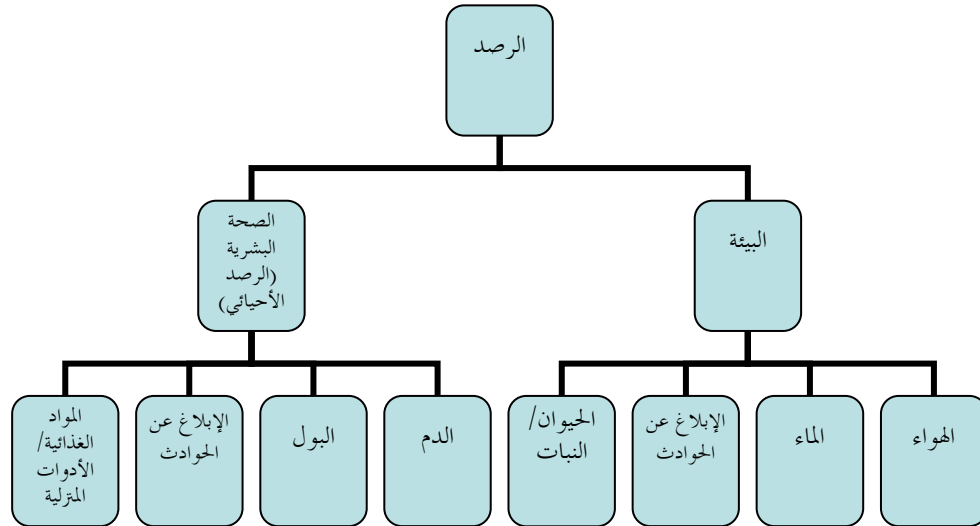 الرصد
البيئة
الصحة
البشرية
(الرصد
الأحيائي)
الهواء
الماء
الإبلاغ عن
الحوادث
الحيوان/
النبات
الدم
البول
الإبلاغ عن
الحوادث
المواد
الغذائية/
الأدوات
المنزلية